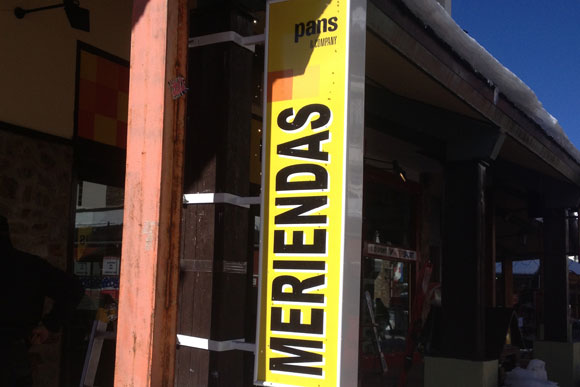 pans
& COMPANY
MERIENDAS